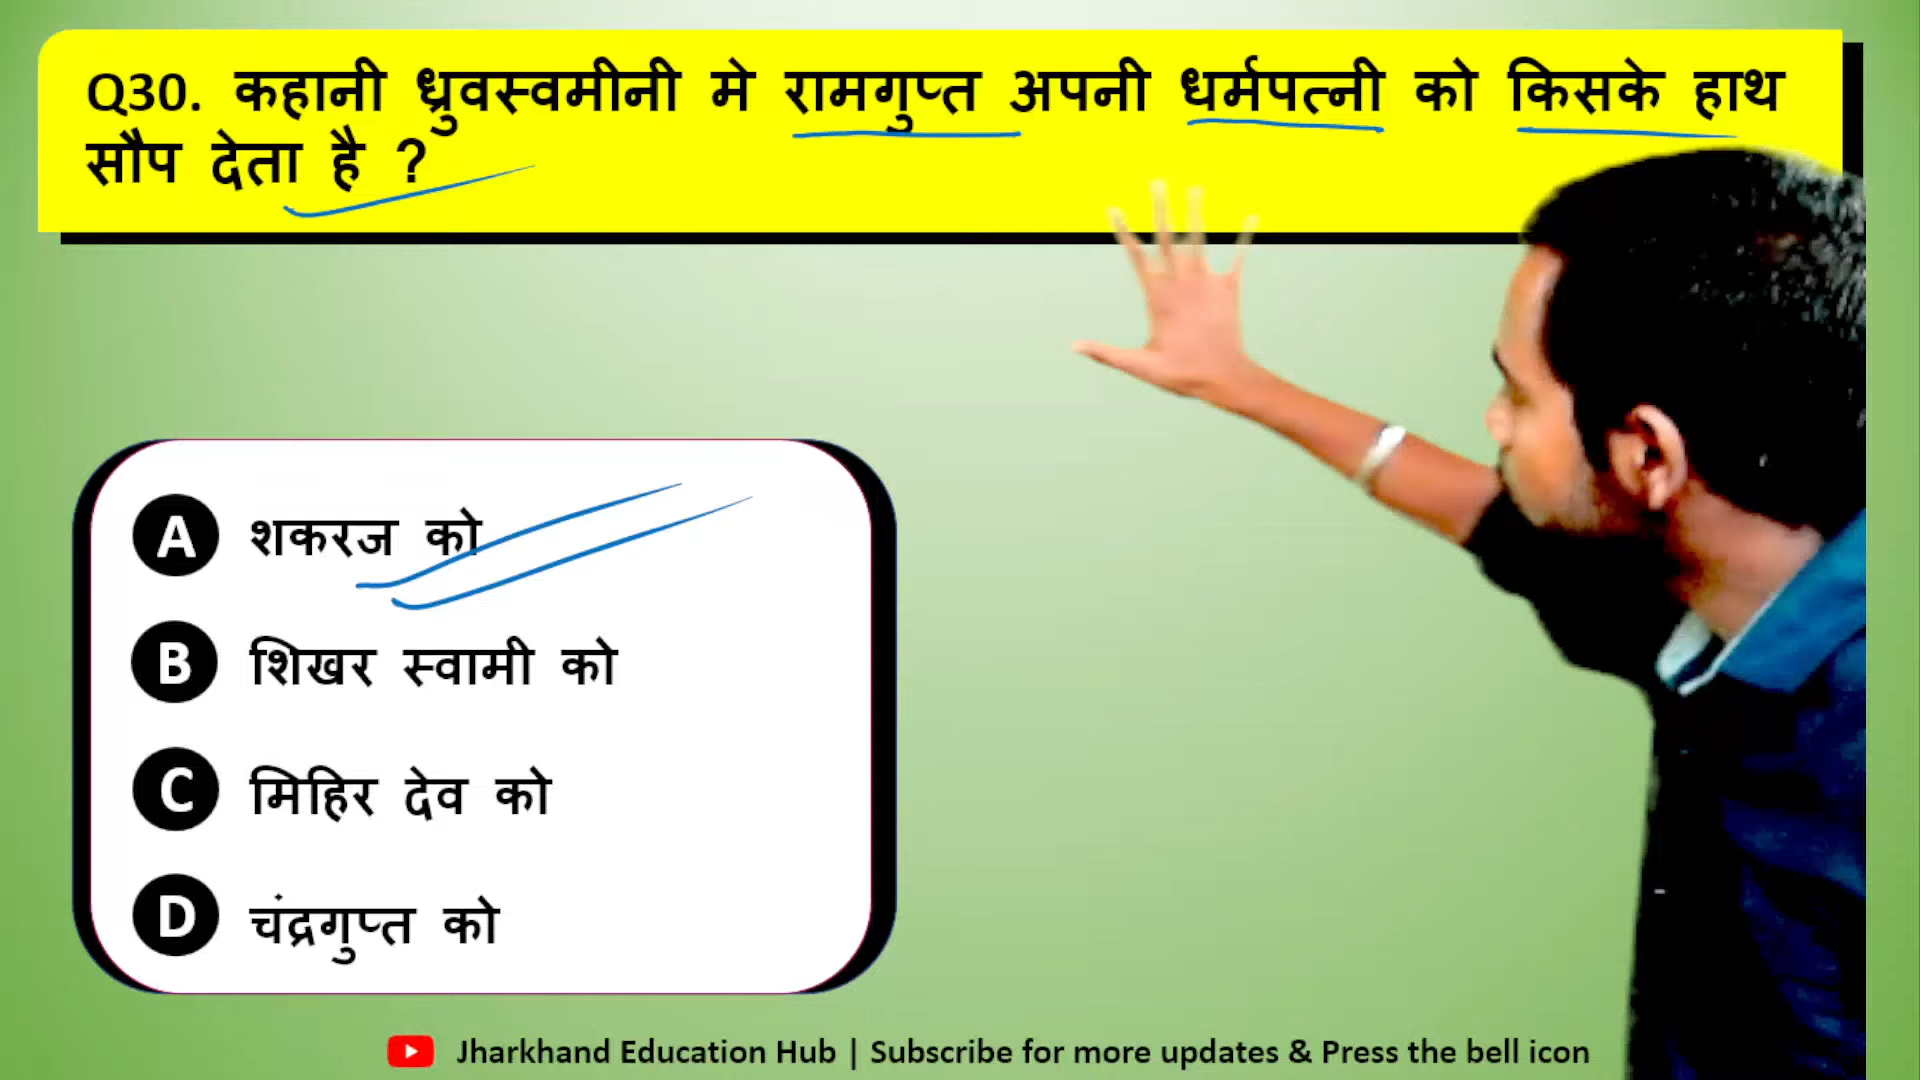 Q30. कहानी ध्रुवस्वमीनी मे रामगुप्त अपनी धर्मपत्नी को किसके हाथ
सौप देता है ?
A शकरज को
B शिखर स्वामी को
C मिहिर देव को
D चंद्रगुप्त को
Jharkhand Education Hub | Subscribe for more updates & Press the bell icon